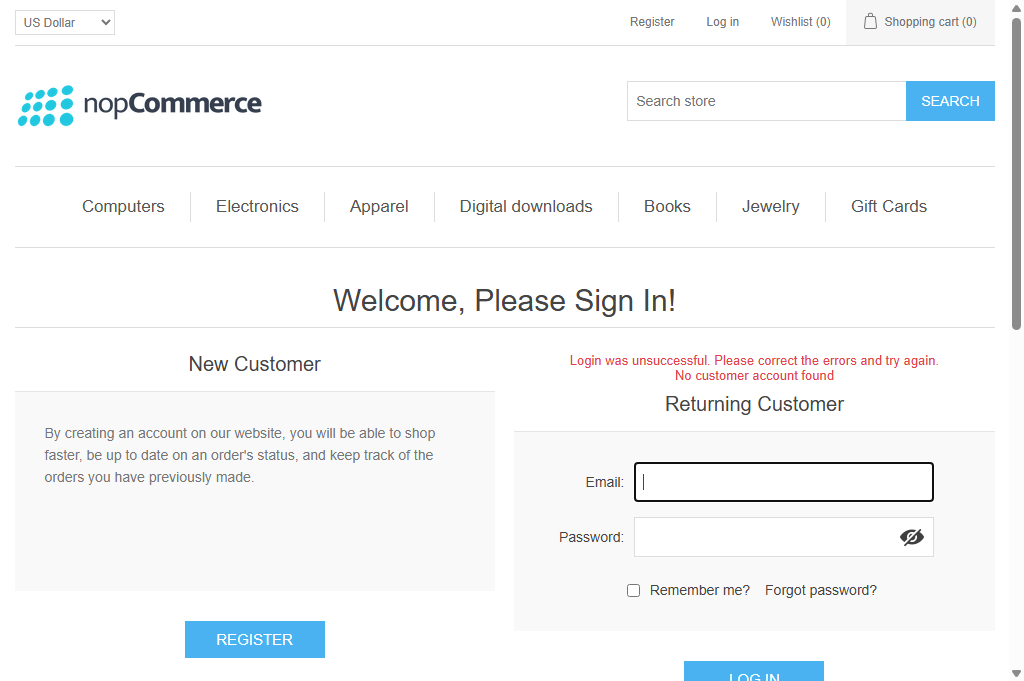 US Dollar
Register
Log in
Wishlist (0)
Shopping cart (0)
nopCommerce
Search store
SEARCH
Computers
Electronics
Apparel
Digital downloads
Books
Jewelry
Gift Cards
Welcome, Please Sign In!
New Customer
By creating an account on our website, you will be able to shop
faster, be up to date on an order's status, and keep track of the
orders you have previously made.
REGISTER
Login was unsuccessful. Please correct the errors and try again.
No customer account found
Returning Customer
Email:
Password:
Remember me?
Forgot password?
LOG IN